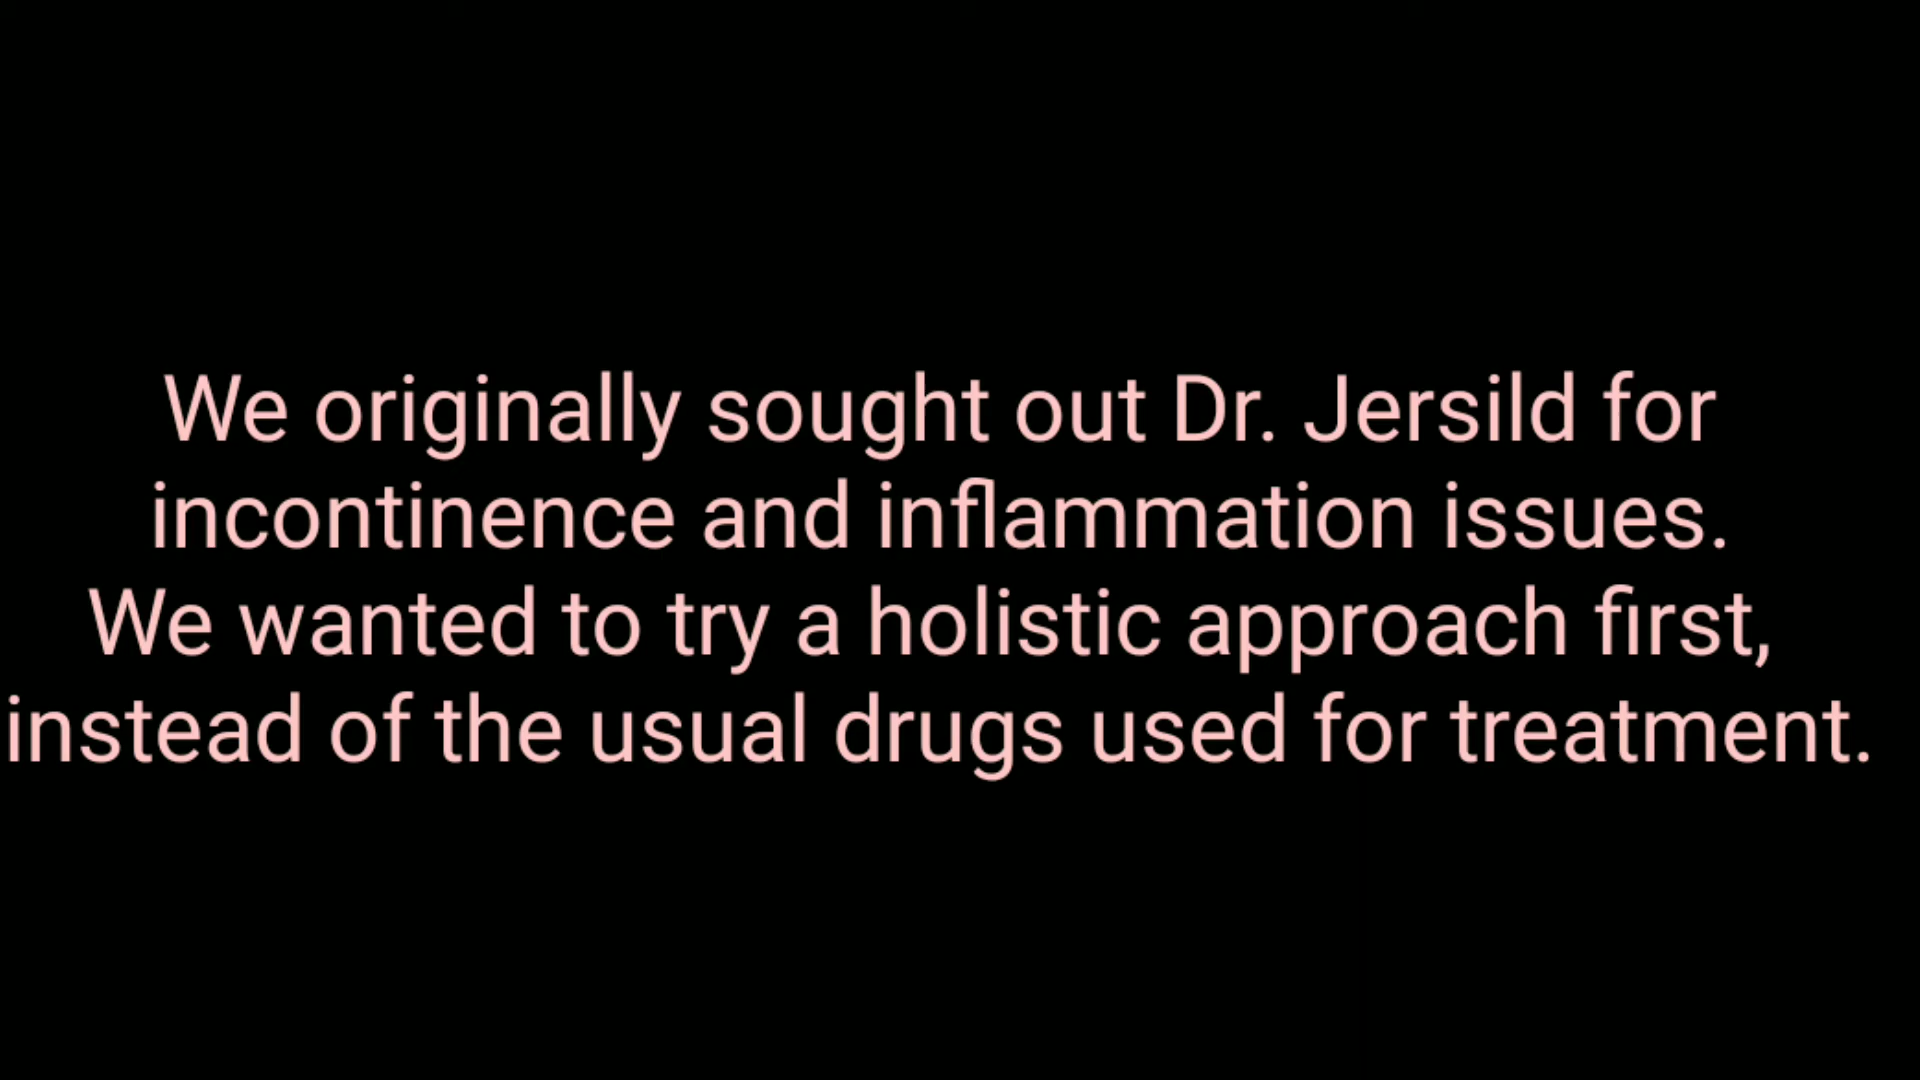 We originally sought out Dr. Jersild for
incontinence and inflammation issues.
We wanted to try a holistic approach first,
instead of the usual drugs used for treatment.